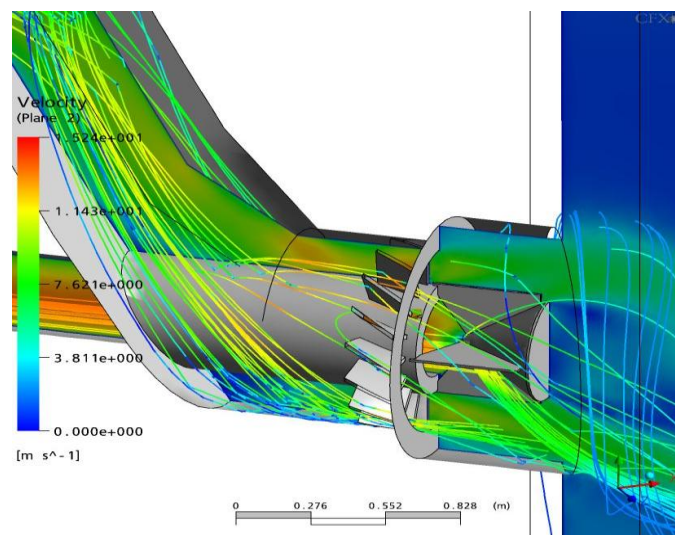 CFX
Velocity
(Plane 2)
1.524e+001
1.143e+001
7.621e+000
3.811e+000
0.000e+000
[m s^-1]
0 0.276 0.552 0.828 (m)